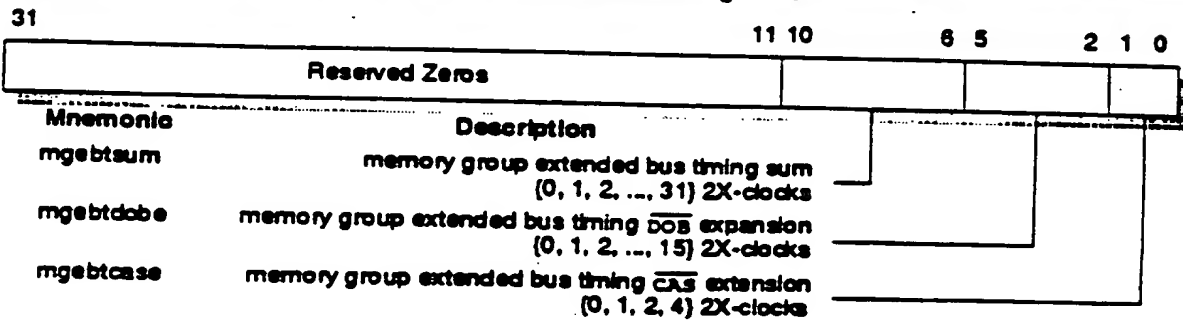 31 11 10 6 5 2 1 0
Reserved Zeros
Mnemonic Description
mgebtsum memory group extended bus timing sum
{0, 1, 2, ..., 31} 2X-clocks
mgebtdobe memory group extended bus timing DOB expansion
{0, 1, 2, ..., 15} 2X-clocks
mgebtcase memory group extended bus timing CAS extension
{0, 1, 2, 4} 2X-clocks